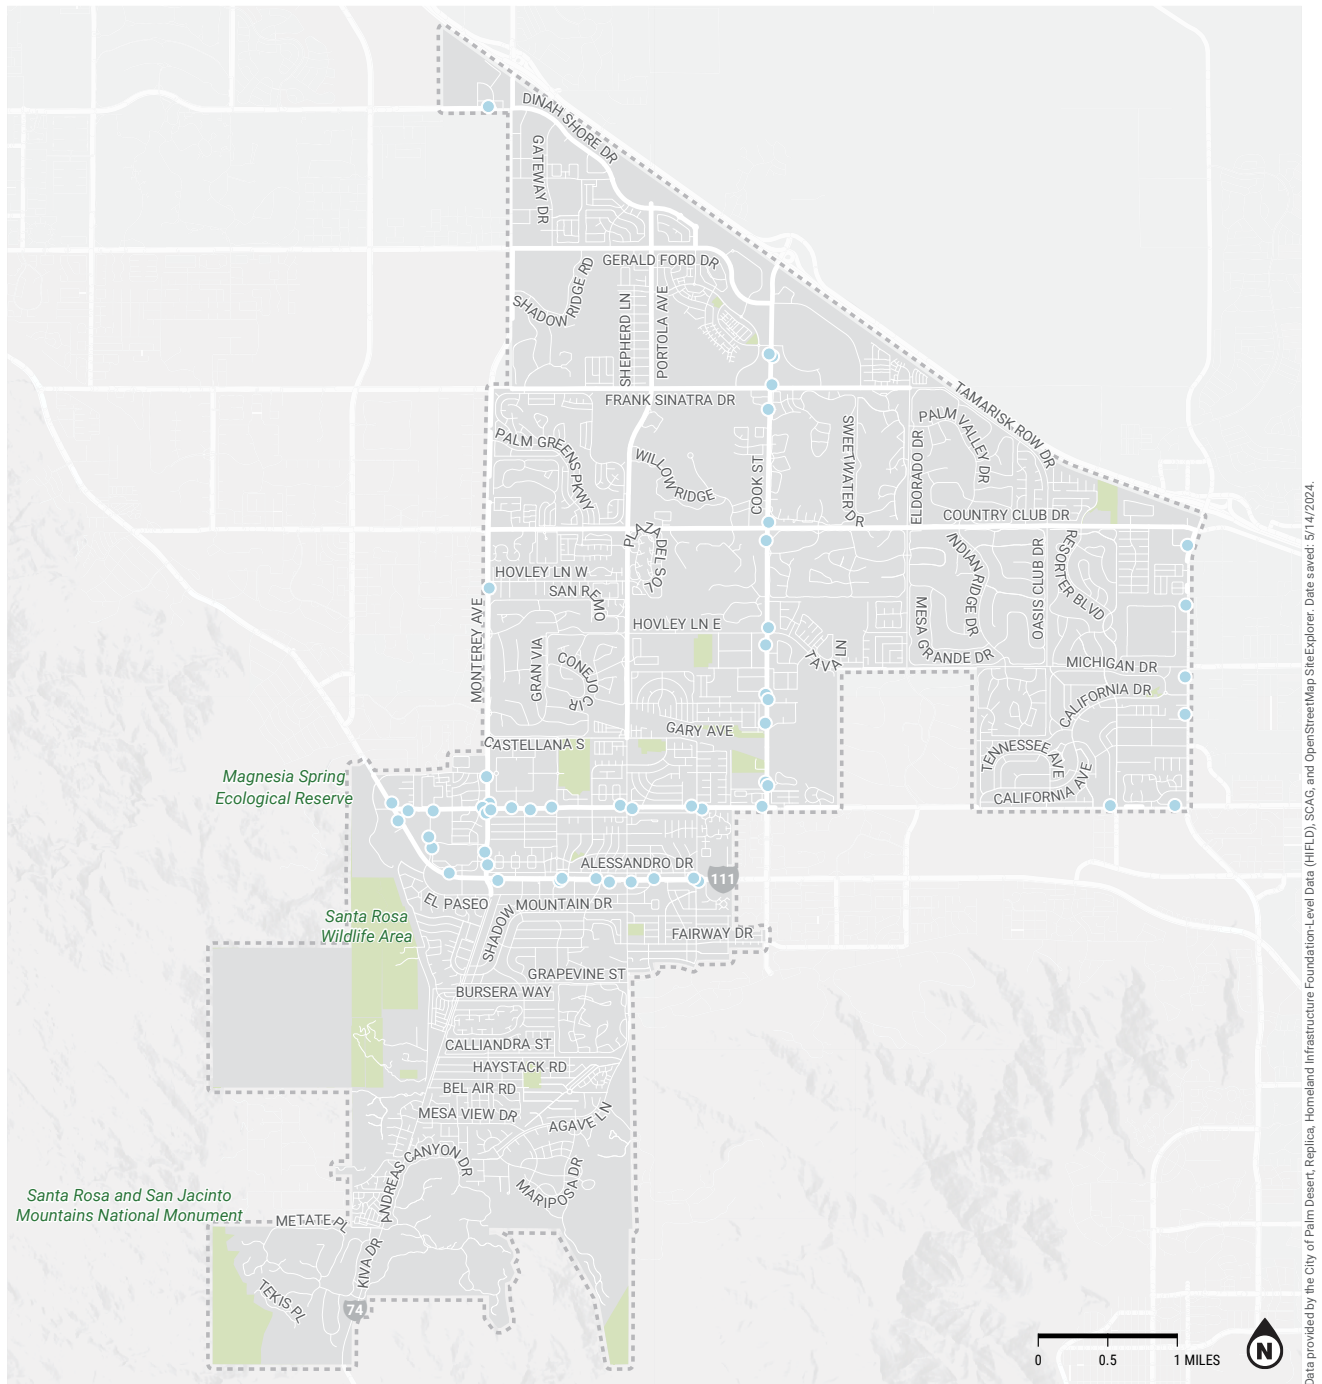 DINAH SHORE DR
GATEWAY DR
GERALD FORD DR
SHADOW RIDGE RD
SHEPHERD LN
PORTOLA AVE
FRANK SINATRA DR
TAMARISK ROW DR
PALM VALLEY DR
PALM GREENS PKWY
WILLOW RIDGE
COOK ST
SWEETWATER DR
ELDORADO DR
COUNTRY CLUB DR
PLAZA DEL SOL
HOVLEY LN W
SAN REMO
INDIAN RIDGE DR
OASIS CLUB DR
RESORTER BLVD
MONTEREY AVE
HOVLEY LN E
MESA GRANDE DR
GRAN VIA
CONEJO CIR
TAVA LN
MICHIGAN DR
CALIFORNIA DR
GARY AVE
CASTELLANA S
TENNESSEE AVE
CALIFORNIA AVE
Magnesia Spring
Ecological Reserve
ALESSANDRO DR
111
EL PASEO
SHADOW MOUNTAIN DR
Santa Rosa
Wildlife Area
FAIRWAY DR
GRAPEVINE ST
BURSERA WAY
CALLIANDRA ST
HAYSTACK RD
BEL AIR RD
MESA VIEW DR
AGAVE LN
ANDREAS CANYON DR
MARIPOSA DR
Santa Rosa and San Jacinto
Mountains National Monument
METATE PL
KIVA DR
TEKIS PL
74
0 0.5 1 MILES
N
Data provided by the City of Palm Desert, Replica, Homeland Infrastructure Foundation-Level Data (HIFLD), SCAG, and OpenStreetMap SiteExplorer. Date saved: 5/14/2024.